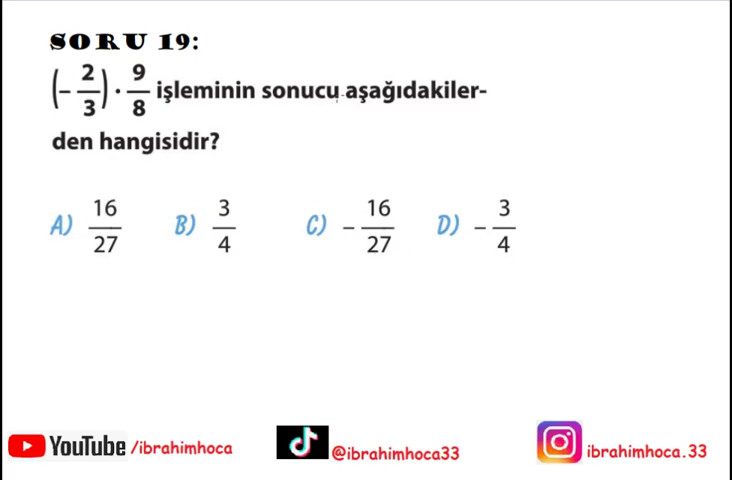 SORU 19:
(-2/3) · 9/8 işleminin sonucu aşağıdakiler-
den hangisidir?
A) 16/27 B) 3/4 C) -16/27 D) -3/4
YouTube /ibrahimhoca @ibrahimhoca33 ibrahimhoca.33